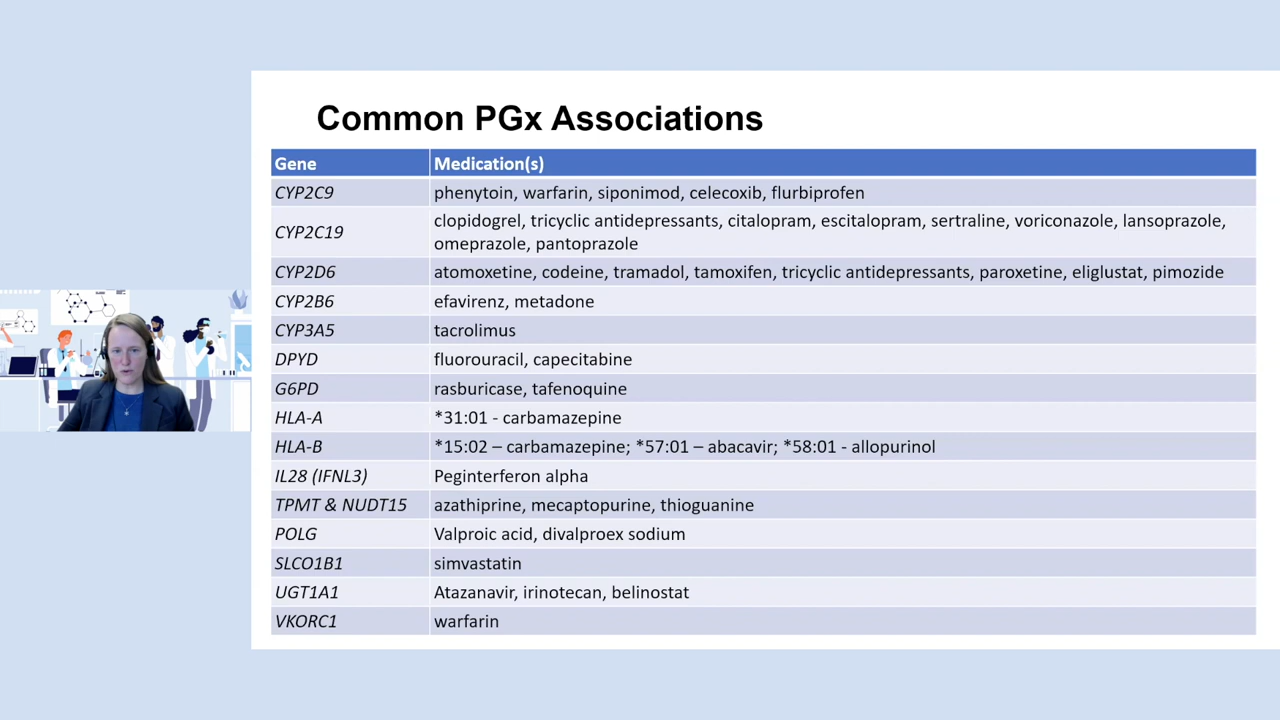 Common PGx Associations
Gene Medication(s)
CYP2C9 phenytoin, warfarin, siponimod, celecoxib, flurbiprofen
CYP2C19 clopidogrel, tricyclic antidepressants, citalopram, escitalopram, sertraline, voriconazole, lansoprazole,
omeprazole, pantoprazole
CYP2D6 atomoxetine, codeine, tramadol, tamoxifen, tricyclic antidepressants, paroxetine, eliglustat, pimozide
CYP2B6 efavirenz, metadone
CYP3A5 tacrolimus
DPYD fluorouracil, capecitabine
G6PD rasburicase, tafenoquine
HLA-A *31:01 - carbamazepine
HLA-B *15:02 – carbamazepine; *57:01 – abacavir; *58:01 - allopurinol
IL28 (IFNL3) Peginterferon alpha
TPMT & NUDT15 azathiprine, mecaptopurine, thioguanine
POLG Valproic acid, divalproex sodium
SLCO1B1 simvastatin
UGT1A1 Atazanavir, irinotecan, belinostat
VKORC1 warfarin